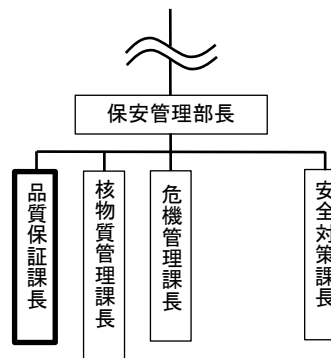 保安管理部長
品質保証課長
核物質管理課長
危機管理課長
安全対策課長